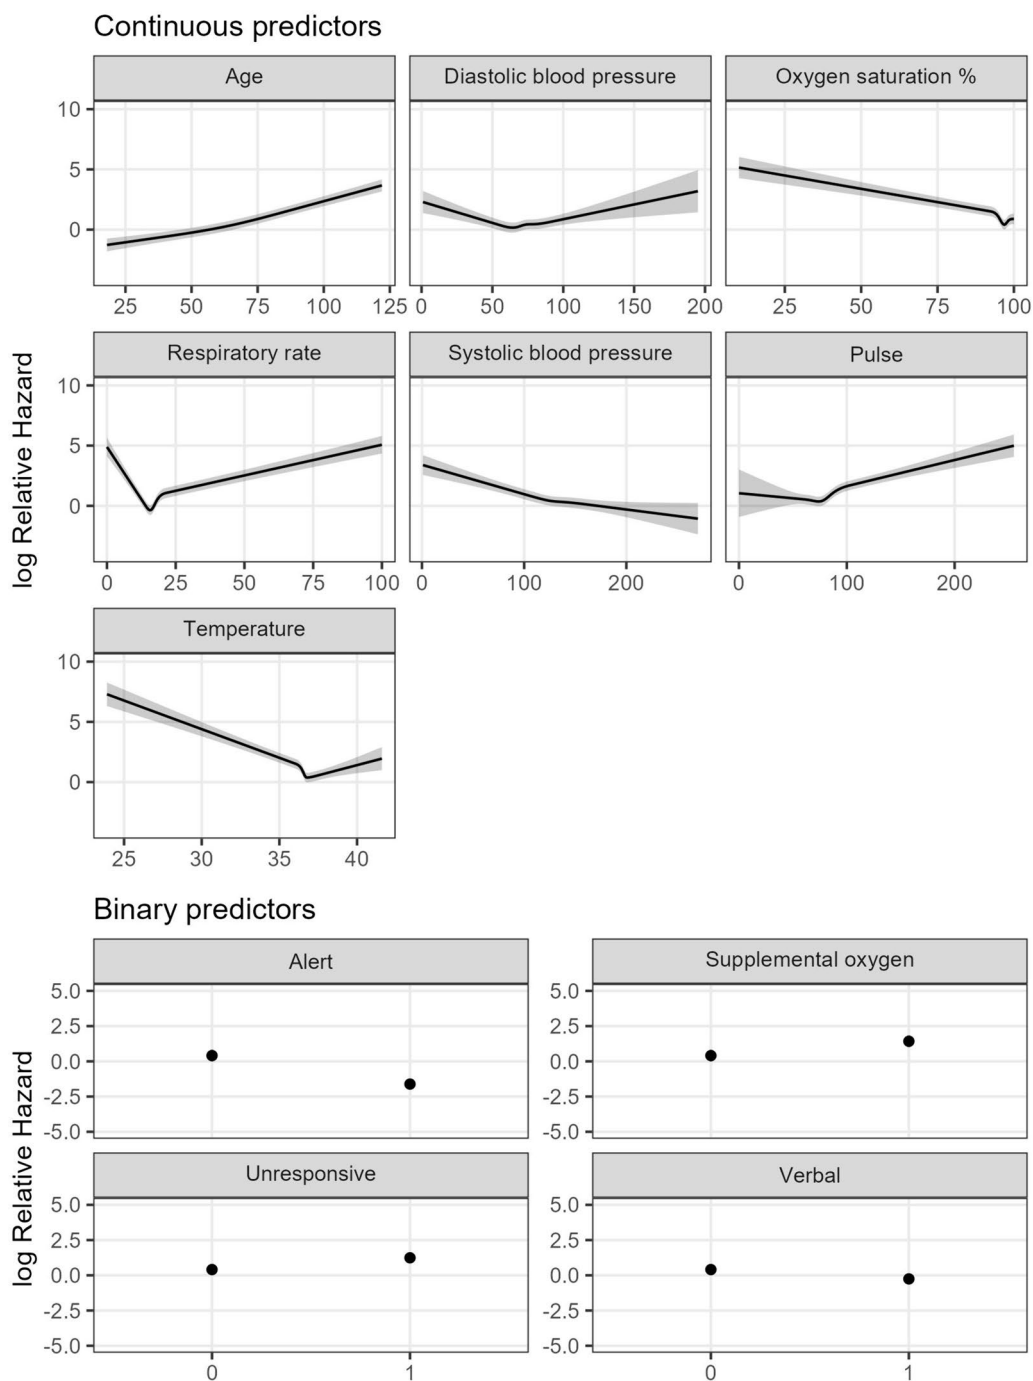 Continuous predictors
Age
Diastolic blood pressure
Oxygen saturation %
10
5
0
25 50 75 100 125
0 50 100 150 200
25 50 75 100
Respiratory rate
Systolic blood pressure
Pulse
10
5
0
0 25 50 75 100
0 100 200
0 100 200
log Relative Hazard
Temperature
10
5
0
25 30 35 40
Binary predictors
Alert
Supplemental oxygen
5.0
2.5
0.0
-2.5
-5.0
5.0
2.5
0.0
-2.5
-5.0
log Relative Hazard
Unresponsive
Verbal
5.0
2.5
0.0
-2.5
-5.0
5.0
2.5
0.0
-2.5
-5.0
0 1
0 1